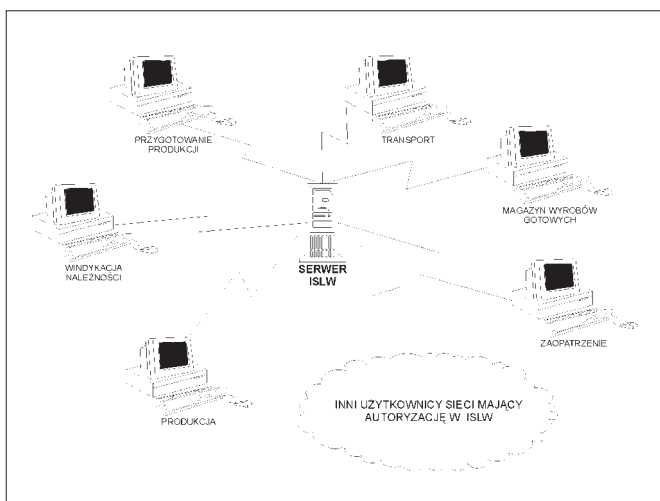 PRZYGOTOWANIE
PRODUKCJI
TRANSPORT
MAGAZYN WYROBÓW
GOTOWYCH
WINDYKACJA
NALEŻNOŚCI
SERWER
ISLW
ZAOPATRZENIE
PRODUKCJA
INNI UŻYTKOWNICY SIECI MAJĄCY
AUTORYZACJĘ W ISLW